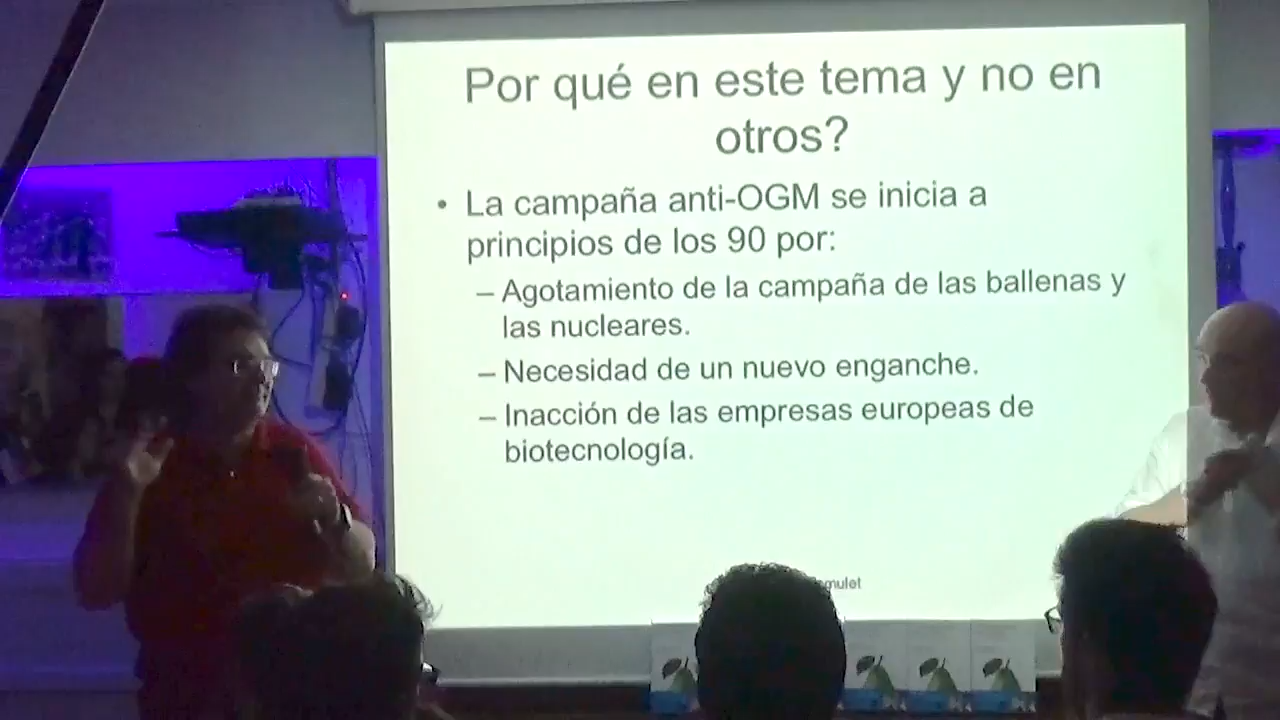 Por qué en este tema y no en
otros?
• La campaña anti-OGM se inicia a
principios de los 90 por:
– Agotamiento de la campaña de las ballenas y
las nucleares.
– Necesidad de un nuevo enganche.
– Inacción de las empresas europeas de
biotecnología.